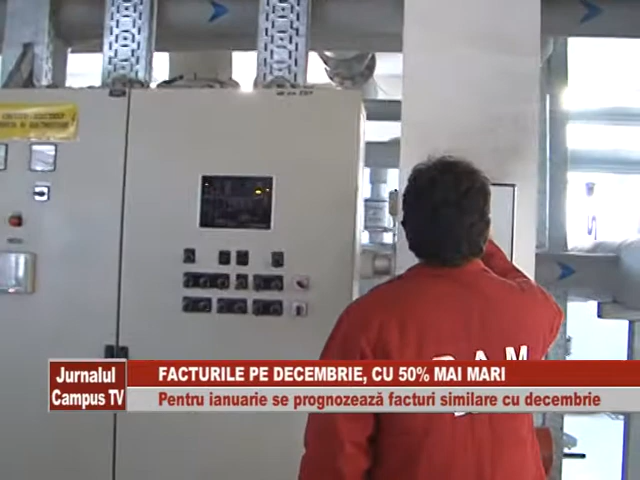 Jurnalul
Campus TV
FACTURILE PE DECEMBRIE, CU 50% MAI MARI
Pentru ianuarie se prognozează facturi similare cu decembrie